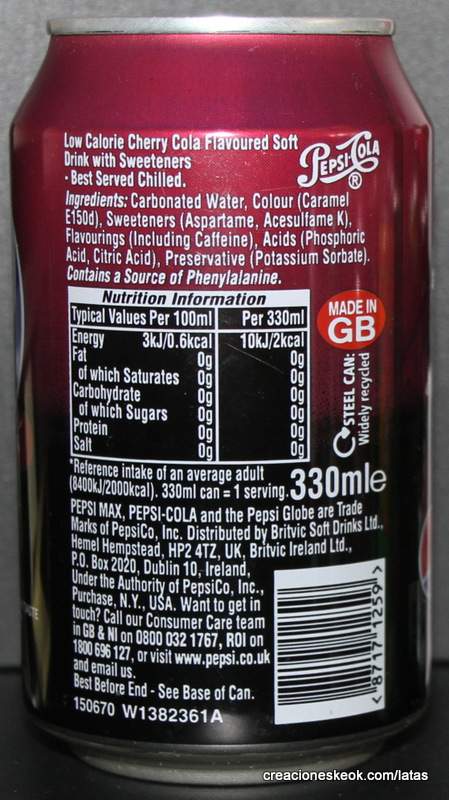 Low Calorie Cherry Cola Flavoured Soft
Drink with Sweeteners
- Best Served Chilled.
PEPSI-COLA
®
Ingredients: Carbonated Water, Colour (Caramel
E150d), Sweeteners (Aspartame, Acesulfame K),
Flavourings (Including Caffeine), Acids (Phosphoric
Acid, Citric Acid), Preservative (Potassium Sorbate).
Contains a Source of Phenylalanine.
Nutrition Information
Typical Values Per 100ml Per 330ml
Energy 3kJ/0.6kcal 10kJ/2kcal
Fat 0g 0g
of which Saturates 0g 0g
Carbohydrate 0g 0g
of which Sugars 0g 0g
Protein 0g 0g
Salt 0g 0g
MADE IN
GB
STEEL CAN:
Widely recycled
*Reference intake of an average adult
(8400kJ/2000kcal). 330ml can = 1 serving.
330ml℮
PEPSI MAX, PEPSI-COLA and the Pepsi Globe are Trade
Marks of PepsiCo, Inc. Distributed by Britvic Soft Drinks Ltd.,
Hemel Hempstead, HP2 4TZ, UK, Britvic Ireland Ltd.,
P.O. Box 2020, Dublin 10, Ireland,
Under the Authority of PepsiCo, Inc.,
Purchase, N.Y., USA. Want to get in
touch? Call our Consumer Care team
in GB & NI on 0800 032 1767, ROI on
1800 696 127, or visit www.pepsi.co.uk
and email us.
Best Before End - See Base of Can.
150670 W1382361A
< 8717 1259 >
creacioneskeok.com/latas